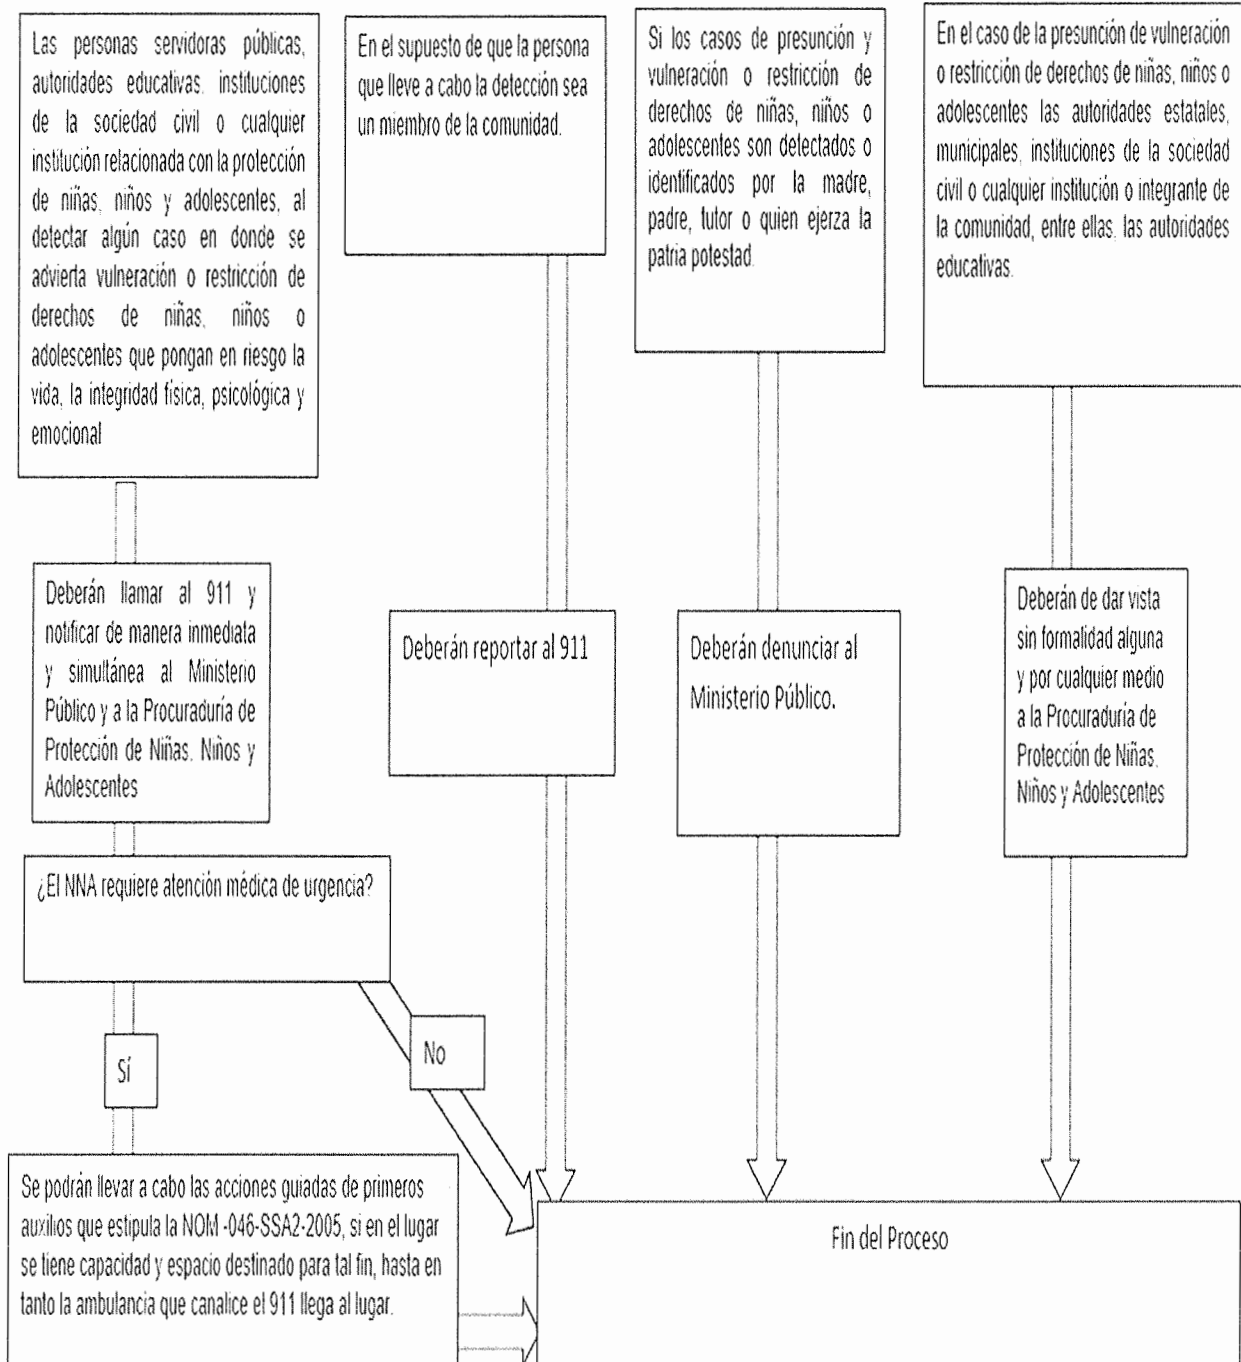 Las personas servidoras públicas,
autoridades educativas, instituciones
de la sociedad civil o cualquier
institución relacionada con la protección
de niñas, niños y adolescentes, al
detectar algún caso en donde se
advierta vulneración o restricción de
derechos de niñas, niños o
adolescentes que pongan en riesgo la
vida, la integridad física, psicológica y
emocional
Deberán llamar al 911 y
notificar de manera inmediata
y simultánea al Ministerio
Público y a la Procuraduría de
Protección de Niñas, Niños y
Adolescentes
¿El NNA requiere atención médica de urgencia?
Sí
No
Se podrán llevar a cabo las acciones guiadas de primeros
auxilios que estipula la NOM -046-SSA2-2005, si en el lugar
se tiene capacidad y espacio destinado para tal fin, hasta en
tanto la ambulancia que canalice el 911 llega al lugar.
En el supuesto de que la persona
que lleve a cabo la detección sea
un miembro de la comunidad.
Deberán reportar al 911
Si los casos de presunción y
vulneración o restricción de
derechos de niñas, niños o
adolescentes son detectados o
identificados por la madre,
padre, tutor o quien ejerza la
patria potestad.
Deberán denunciar al
Ministerio Público.
En el caso de la presunción de vulneración
o restricción de derechos de niñas, niños o
adolescentes las autoridades estatales,
municipales, instituciones de la sociedad
civil o cualquier institución o integrante de
la comunidad, entre ellas, las autoridades
educativas.
Deberán de dar vista
sin formalidad alguna
y por cualquier medio
a la Procuraduría de
Protección de Niñas,
Niños y Adolescentes
Fin del Proceso